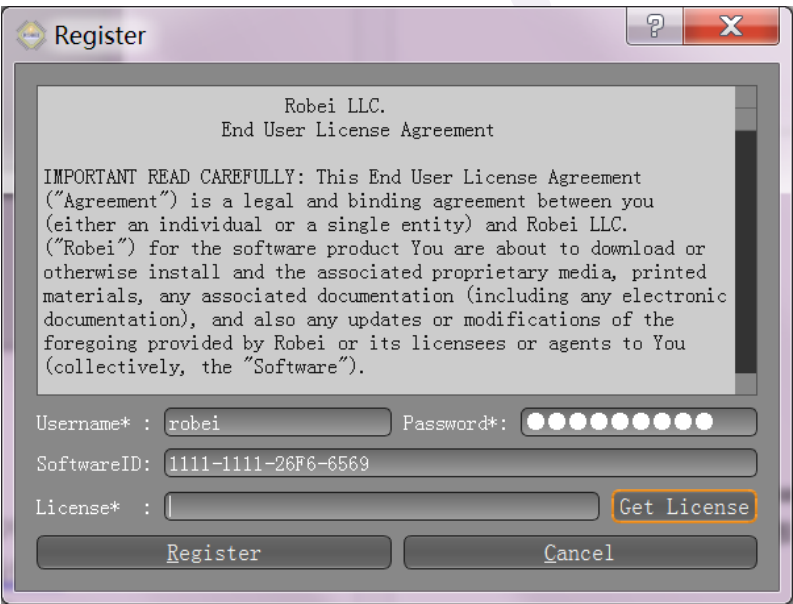 Register
Robei LLC.
End User License Agreement
IMPORTANT READ CAREFULLY: This End User License Agreement
("Agreement") is a legal and binding agreement between you
(either an individual or a single entity) and Robei LLC.
("Robei") for the software product You are about to download or
otherwise install and the associated proprietary media, printed
materials, any associated documentation (including any electronic
documentation), and also any updates or modifications of the
foregoing provided by Robei or its licensees or agents to You
(collectively, the "Software").
Username* : robei Password*:
SoftwareID: 1111-1111-26F6-6569
License* : Get License
Register Cancel